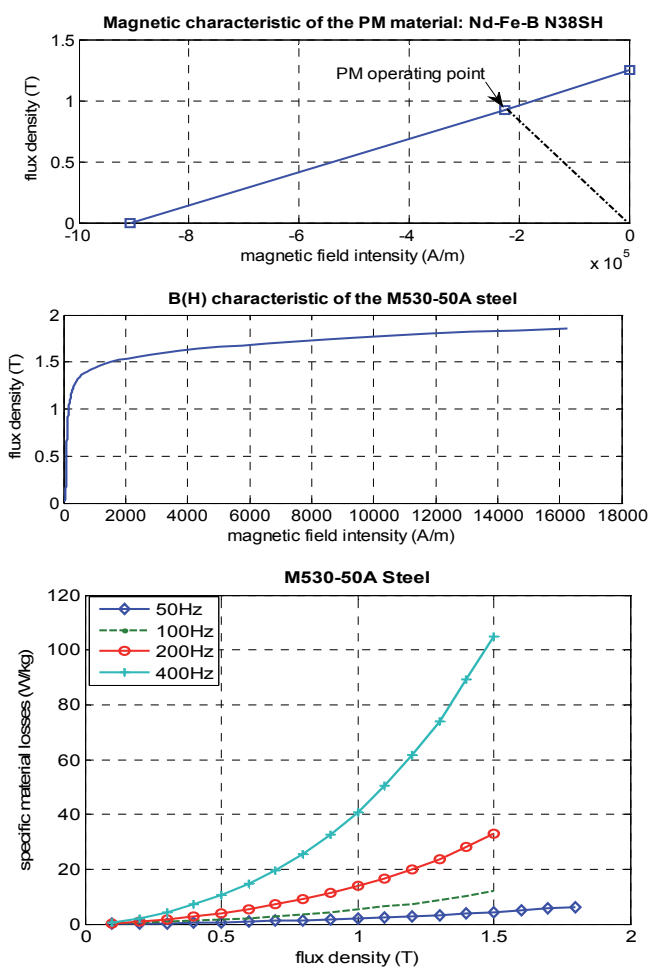 Magnetic characteristic of the PM material: Nd-Fe-B N38SH
1.5
1
0.5
0
flux density (T)
PM operating point
-10
-8
-6
-4
-2
0
magnetic field intensity (A/m)
x 10^5
B(H) characteristic of the M530-50A steel
2
1.5
1
0.5
0
flux density (T)
0
2000
4000
6000
8000
10000
12000
14000
16000
18000
magnetic field intensity (A/m)
M530-50A Steel
120
100
80
60
40
20
0
specific material losses (W/kg)
50Hz
100Hz
200Hz
400Hz
0
0.5
1
1.5
2
flux density (T)